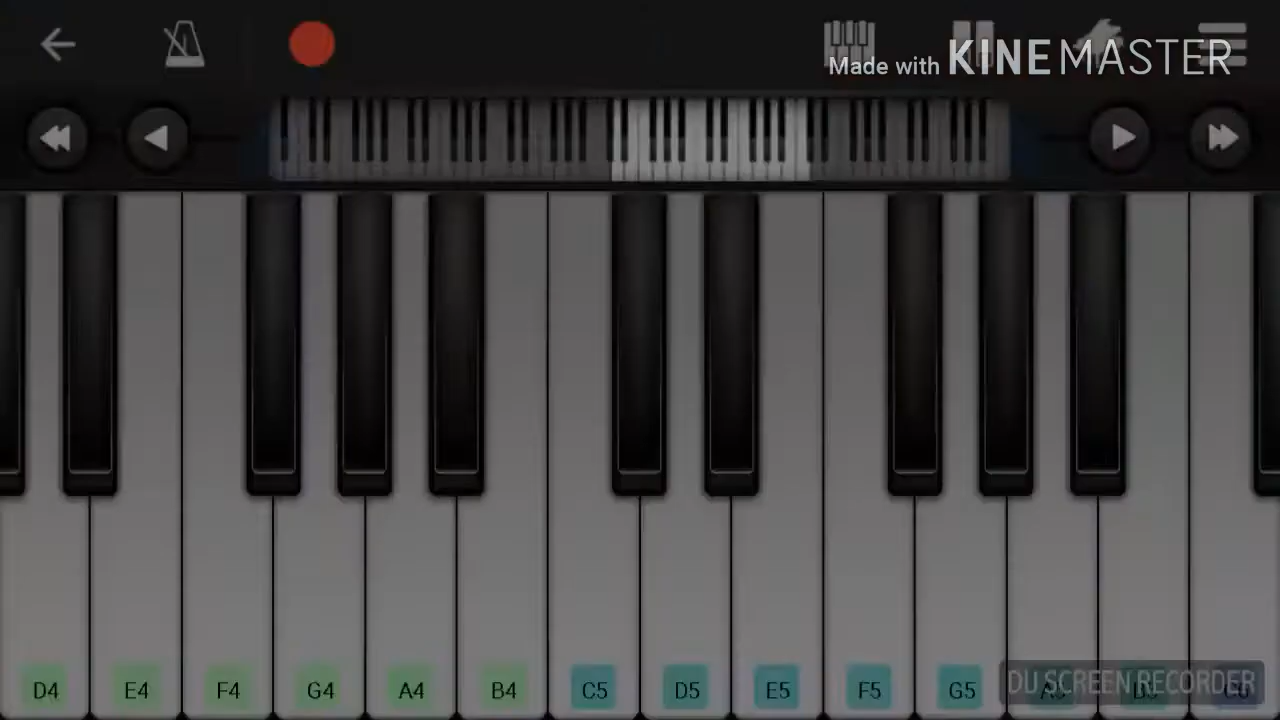 Made with KINEMASTER
D4 E4 F4 G4 A4 B4 C5 D5 E5 F5 G5
DU SCREEN RECORDER